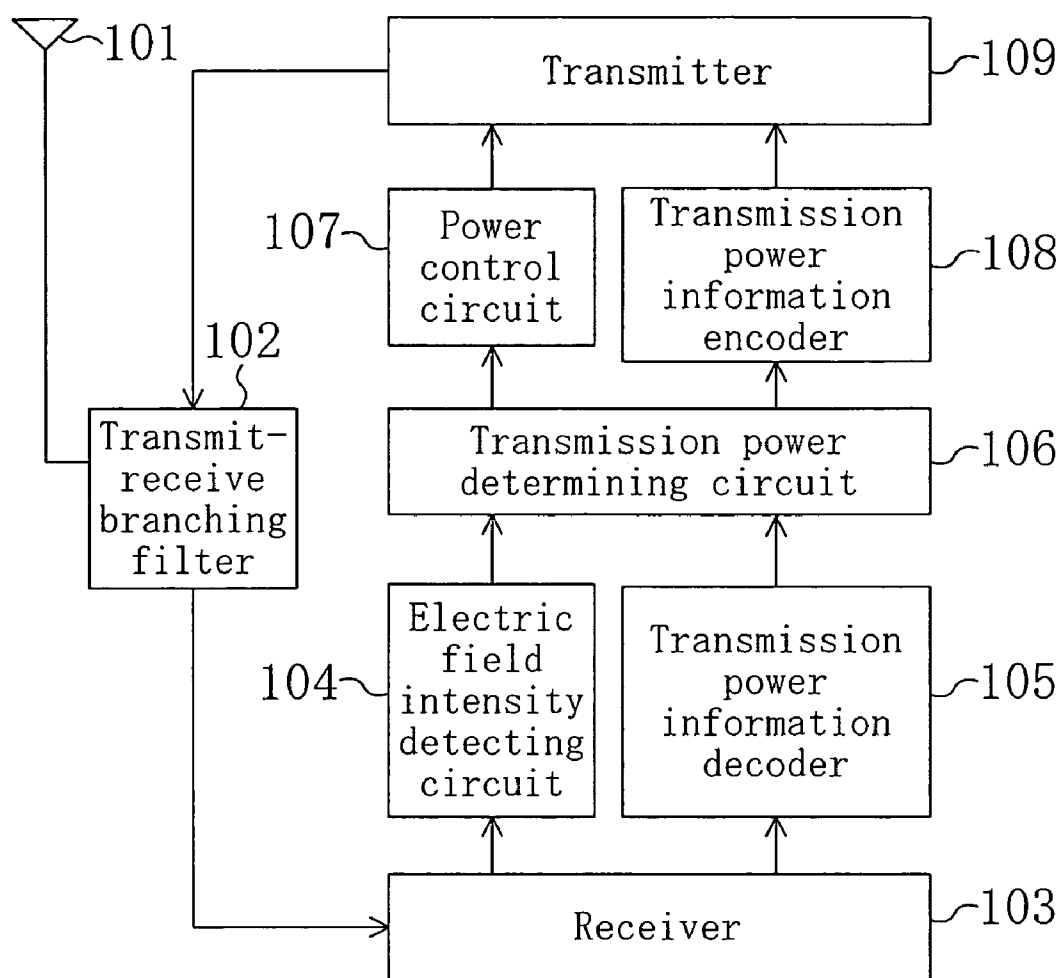 101
Transmitter
109
107
Power
control
circuit
Transmission
power
information
encoder
108
102
Transmit-
receive
branching
filter
Transmission power
determining circuit
106
104
Electric
field
intensity
detecting
circuit
Transmission
power
information
decoder
105
Receiver
103